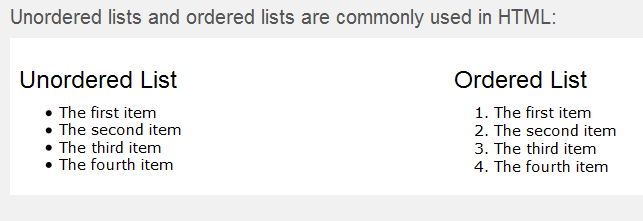 Unordered lists and ordered lists are commonly used in HTML:
Unordered List
• The first item
• The second item
• The third item
• The fourth item
Ordered List
1. The first item
2. The second item
3. The third item
4. The fourth item